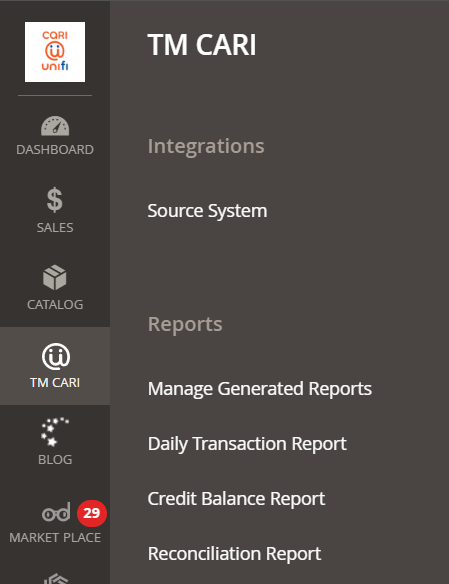 CARI
unifi
DASHBOARD
$
SALES
CATALOG
TM CARI
BLOG
29
MARKET PLACE
TM CARI
Integrations
Source System
Reports
Manage Generated Reports
Daily Transaction Report
Credit Balance Report
Reconciliation Report